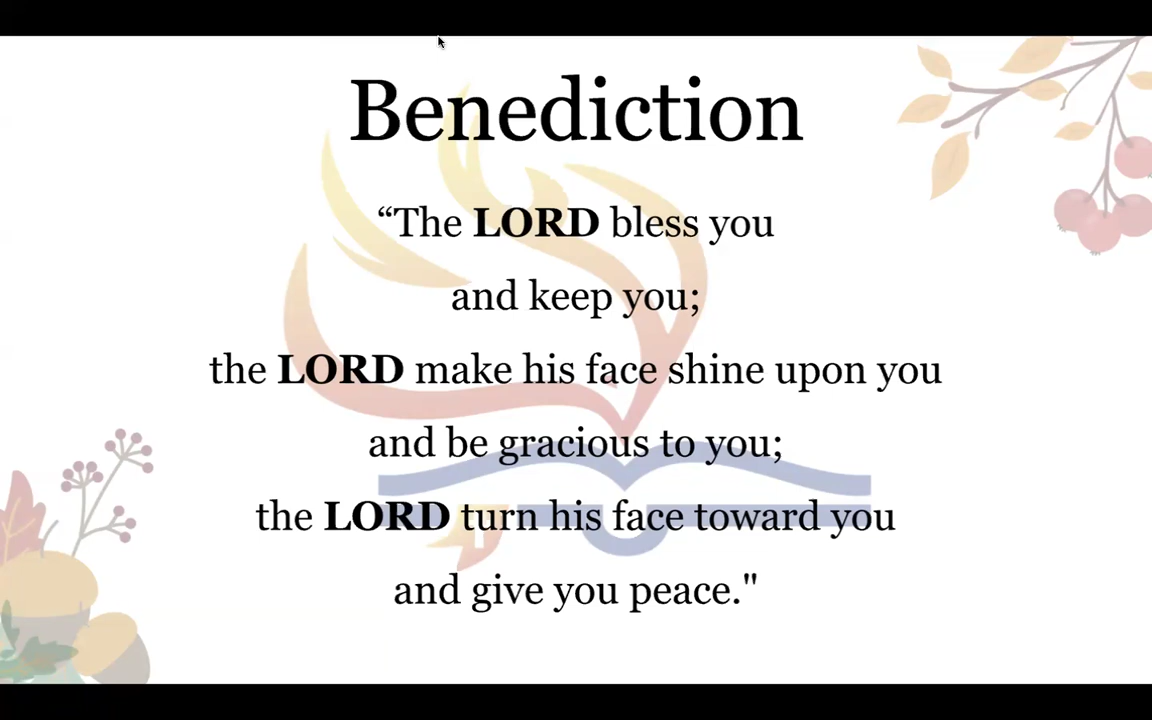 Benediction
“The LORD bless you
and keep you;
the LORD make his face shine upon you
and be gracious to you;
the LORD turn his face toward you
and give you peace."